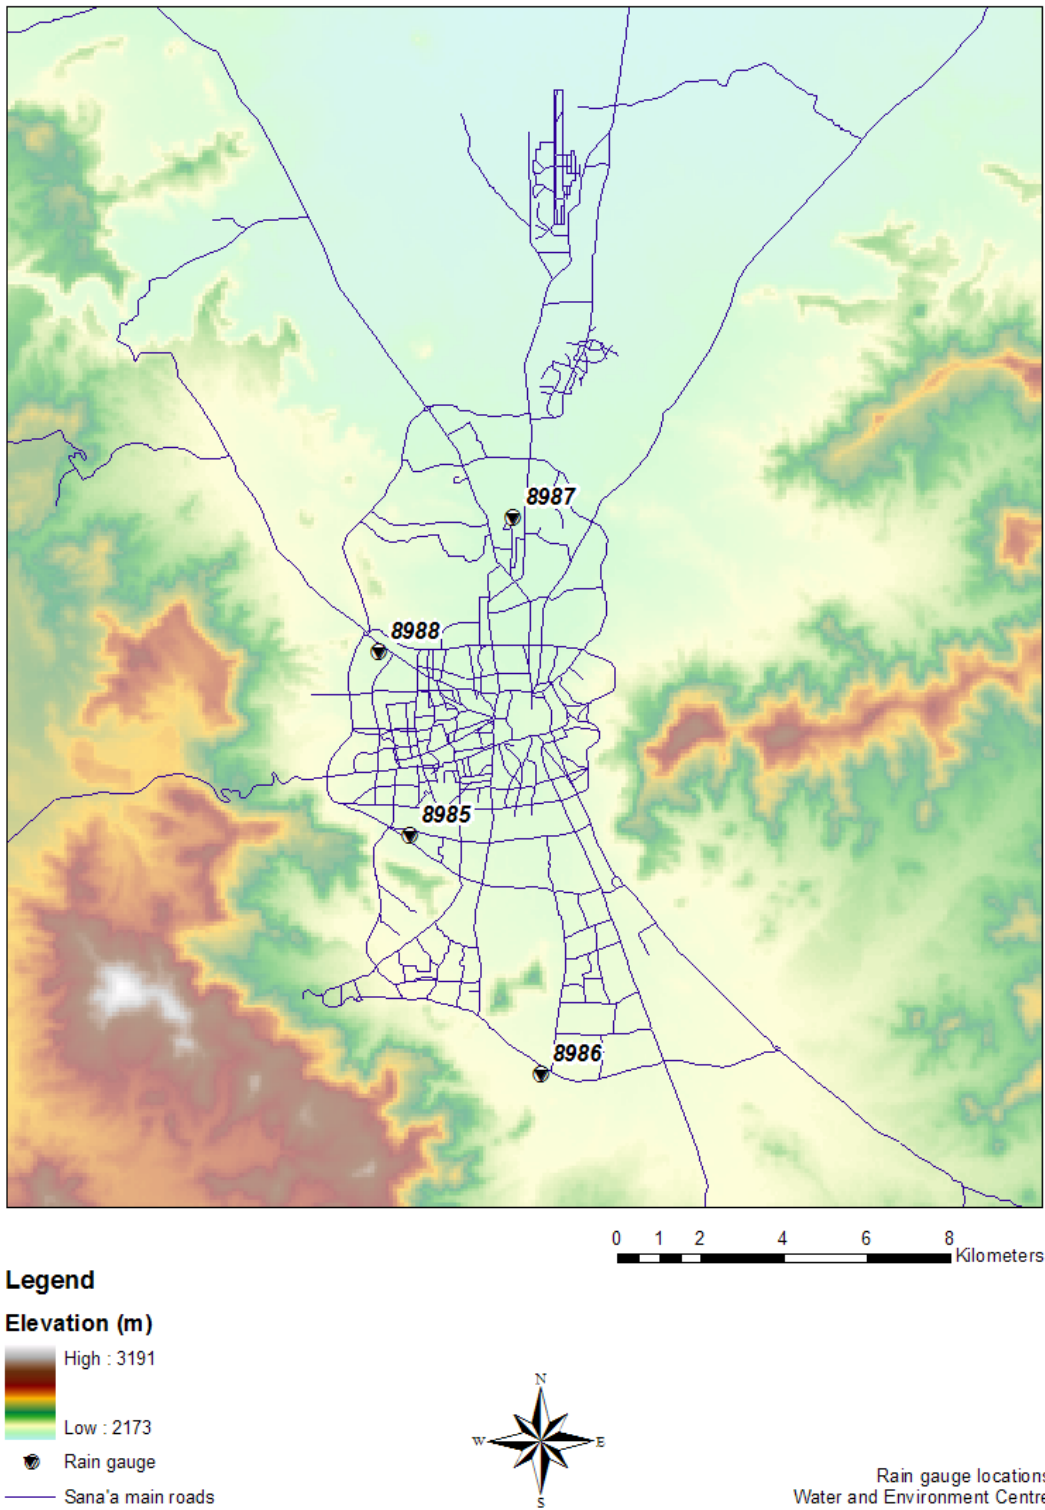 8987
8988
8985
8986
0 1 2 4 6 8
Kilometers
Legend
Elevation (m)
High : 3191
Low : 2173
Rain gauge
Sana'a main roads
N
W E
S
Rain gauge locations
Water and Environment Centre